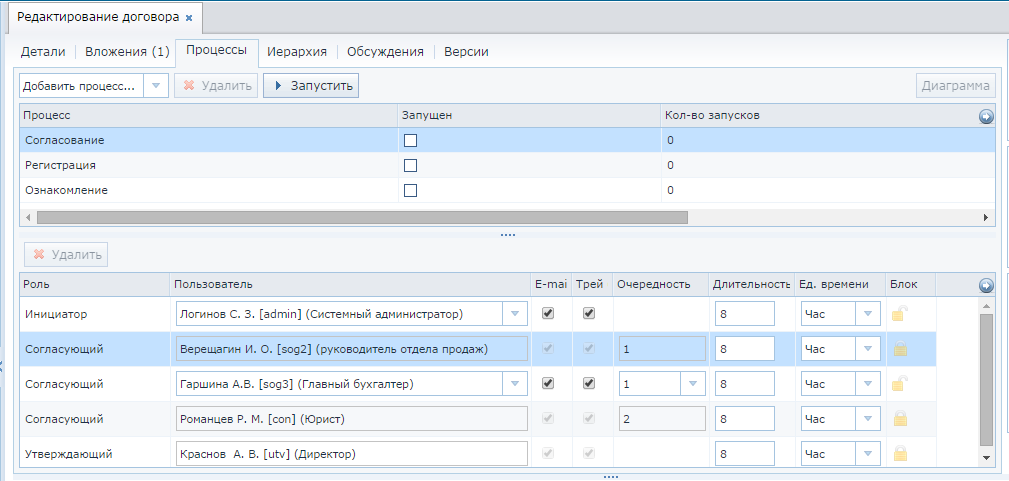 Редактирование договора ×
Детали Вложения (1) Процессы Иерархия Обсуждения Версии
Добавить процесс... Удалить Запустить Диаграмма
Процесс Запущен Кол-во запусков
Согласование 0
Регистрация 0
Ознакомление 0
Удалить
Роль Пользователь E-mai Трей Очередность Длительность Ед. времени Блок
Инициатор Логинов С. З. [admin] (Системный администратор) 8 Час
Согласующий Верещагин И. О. [sog2] (руководитель отдела продаж) 1 8 Час
Согласующий Гаршина А.В. [sog3] (Главный бухгалтер) 1 8 Час
Согласующий Романцев Р. М. [con] (Юрист) 2 8 Час
Утверждающий Краснов А. В. [utv] (Директор) 8 Час